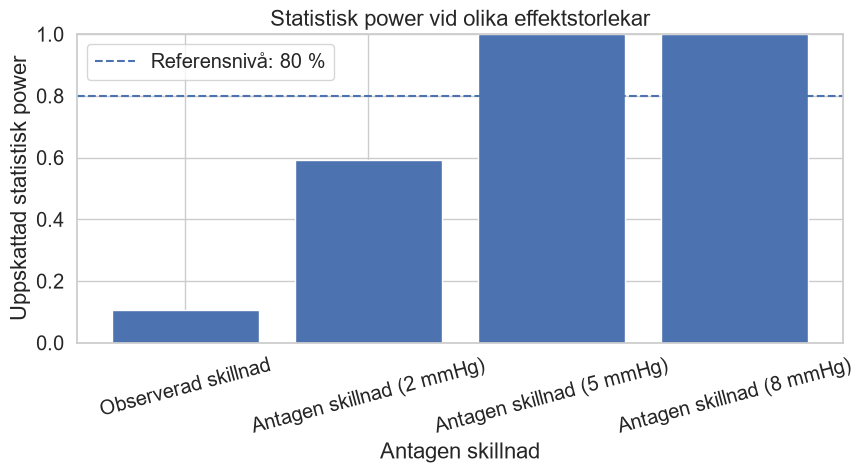 Statistisk power vid olika effektstorlekar
Uppskattad statistisk power
1.0
0.8
0.6
0.4
0.2
0.0
Referensnivå: 80 %
Observerad skillnad
Antagen skillnad (2 mmHg)
Antagen skillnad (5 mmHg)
Antagen skillnad (8 mmHg)
Antagen skillnad